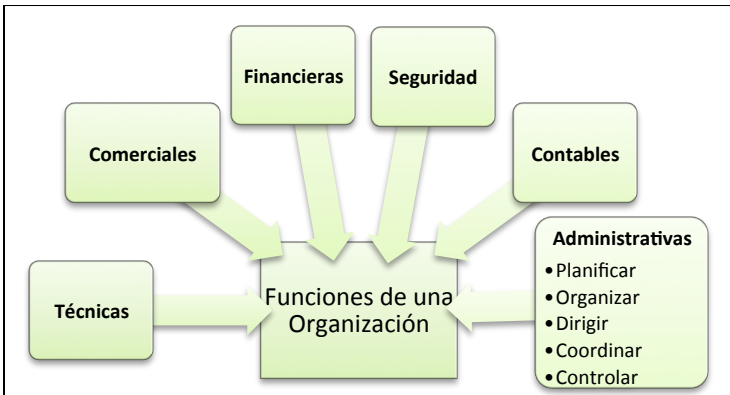 Financieras
Seguridad
Comerciales
Contables
Técnicas
Funciones de una
Organización
Administrativas
•Planificar
•Organizar
•Dirigir
•Coordinar
•Controlar